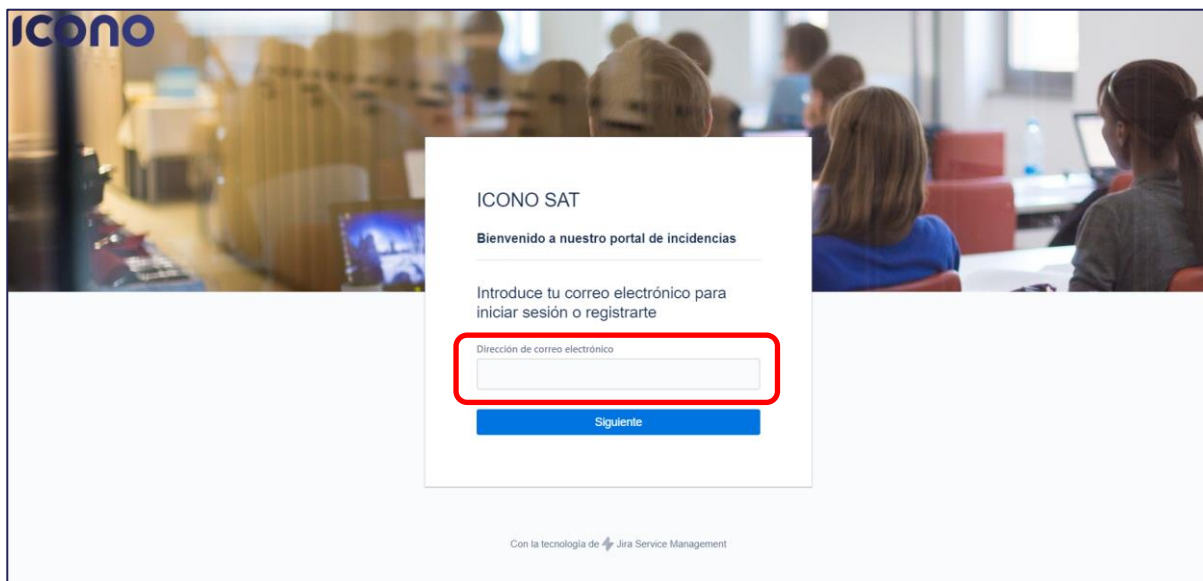 ICONO
ICONO SAT
Bienvenido a nuestro portal de incidencias
Introduce tu correo electrónico para
iniciar sesión o registrarte
Dirección de correo electrónico
Siguiente
Con la tecnología de Jira Service Management